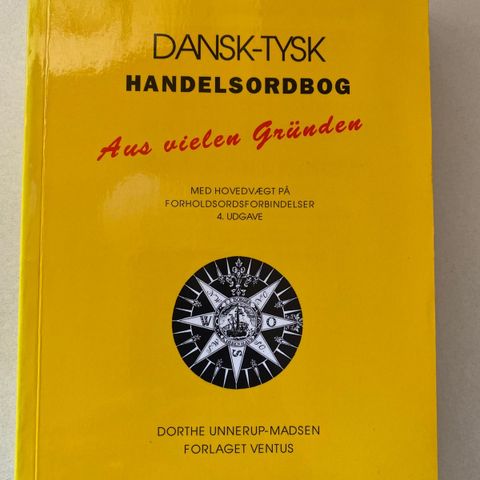 DANSK-TYSK
HANDELSORDBOG
Aus vielen Gründen
MED HOVEDVÆGT PÅ
FORHOLDSORDSFORBINDELSER
4. UDGAVE
W O
S
DORTHE UNNERUP-MADSEN
FORLAGET VENTUS